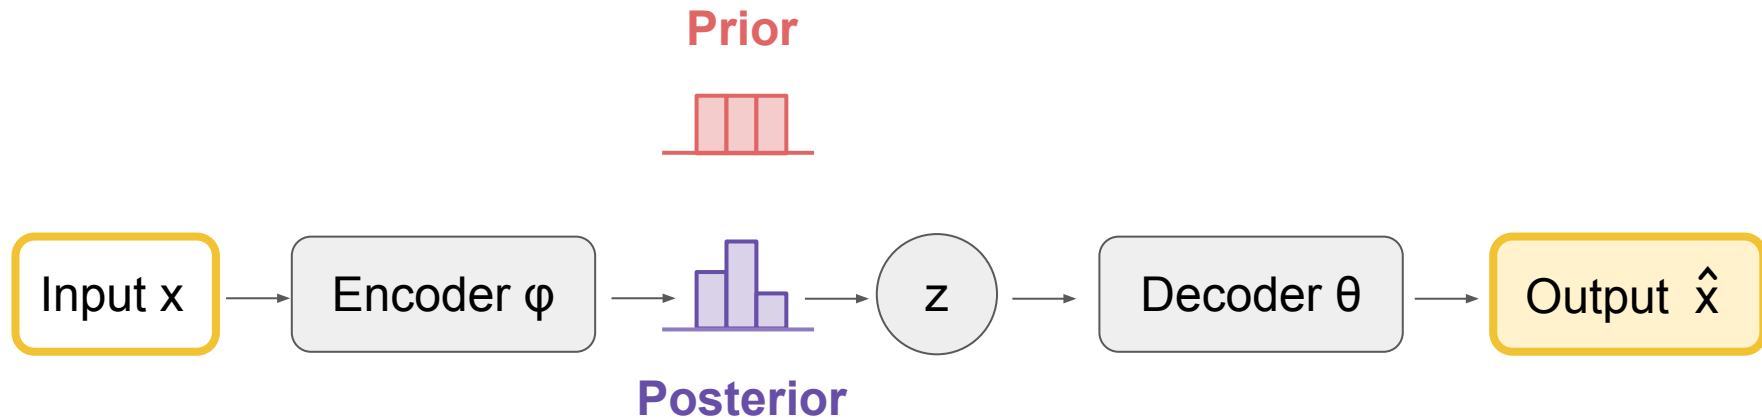 Prior
Input x
Encoder φ
z
Decoder θ
Output x̂
Posterior